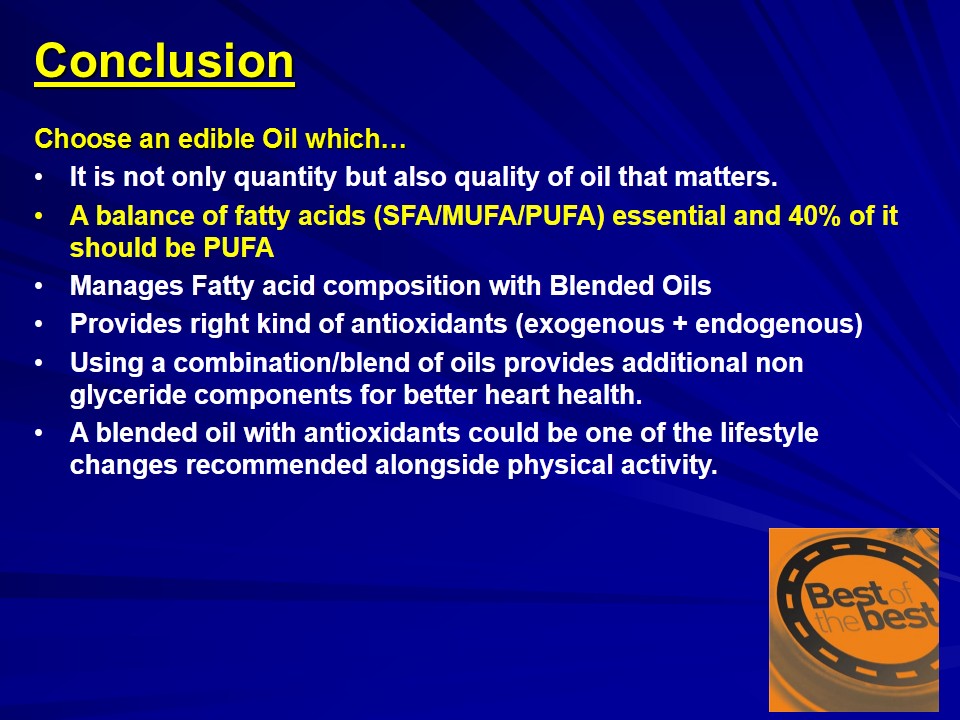 Conclusion
Choose an edible Oil which…
• It is not only quantity but also quality of oil that matters.
• A balance of fatty acids (SFA/MUFA/PUFA) essential and 40% of it
should be PUFA
• Manages Fatty acid composition with Blended Oils
• Provides right kind of antioxidants (exogenous + endogenous)
• Using a combination/blend of oils provides additional non
glyceride components for better heart health.
• A blended oil with antioxidants could be one of the lifestyle
changes recommended alongside physical activity.
Best of
the best